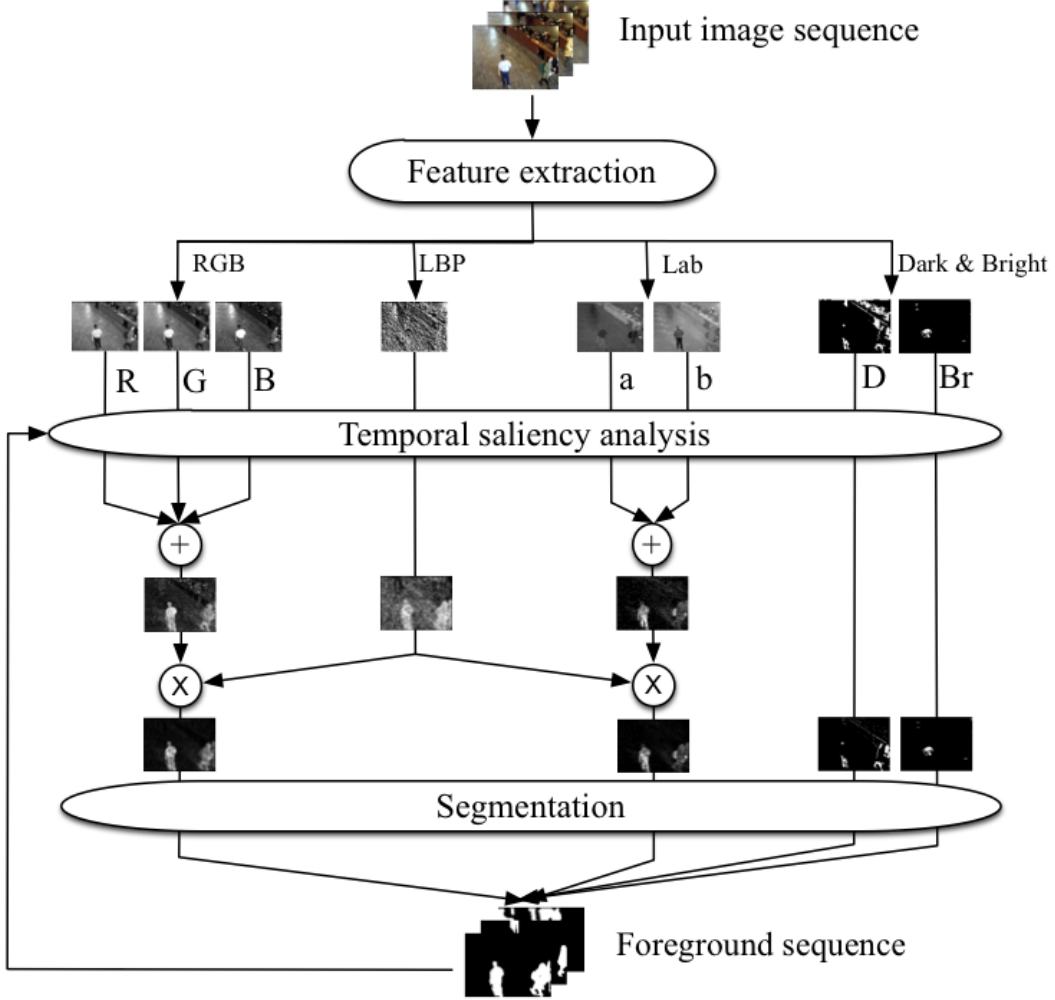 Input image sequence
Feature extraction
RGB
LBP
Lab
Dark & Bright
R
G
B
a
b
D
Br
Temporal saliency analysis
+
+
X
X
Segmentation
Foreground sequence